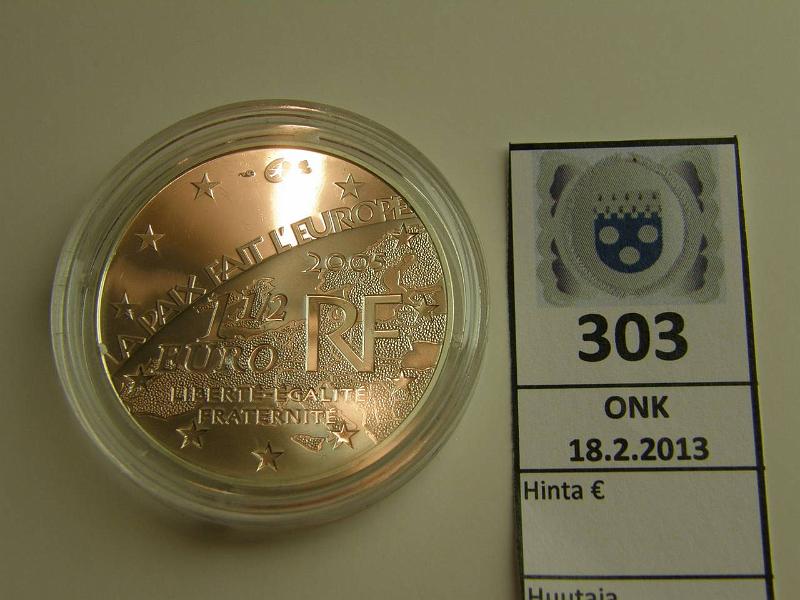 LA PAIX FAIT L'EUROPE
2005
1 1/2
EURO
RF
LIBERTÉ-ÉGALITÉ
FRATERNITÉ
303
ONK
18.2.2013
Hinta €
Huutaja